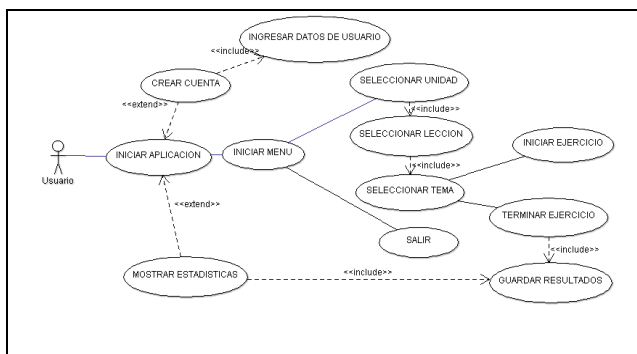 INGRESAR DATOS DE USUARIO
<<include>>
CREAR CUENTA
SELECCIONAR UNIDAD
<<extend>>
<<include>>
SELECCIONAR LECCION
INICIAR EJERCICIO
INICIAR APLICACION
INICIAR MENU
<<include>>
Usuario
SELECCIONAR TEMA
<<extend>>
TERMINAR EJERCICIO
SALIR
<<include>>
MOSTRAR ESTADISTICAS
<<include>>
GUARDAR RESULTADOS